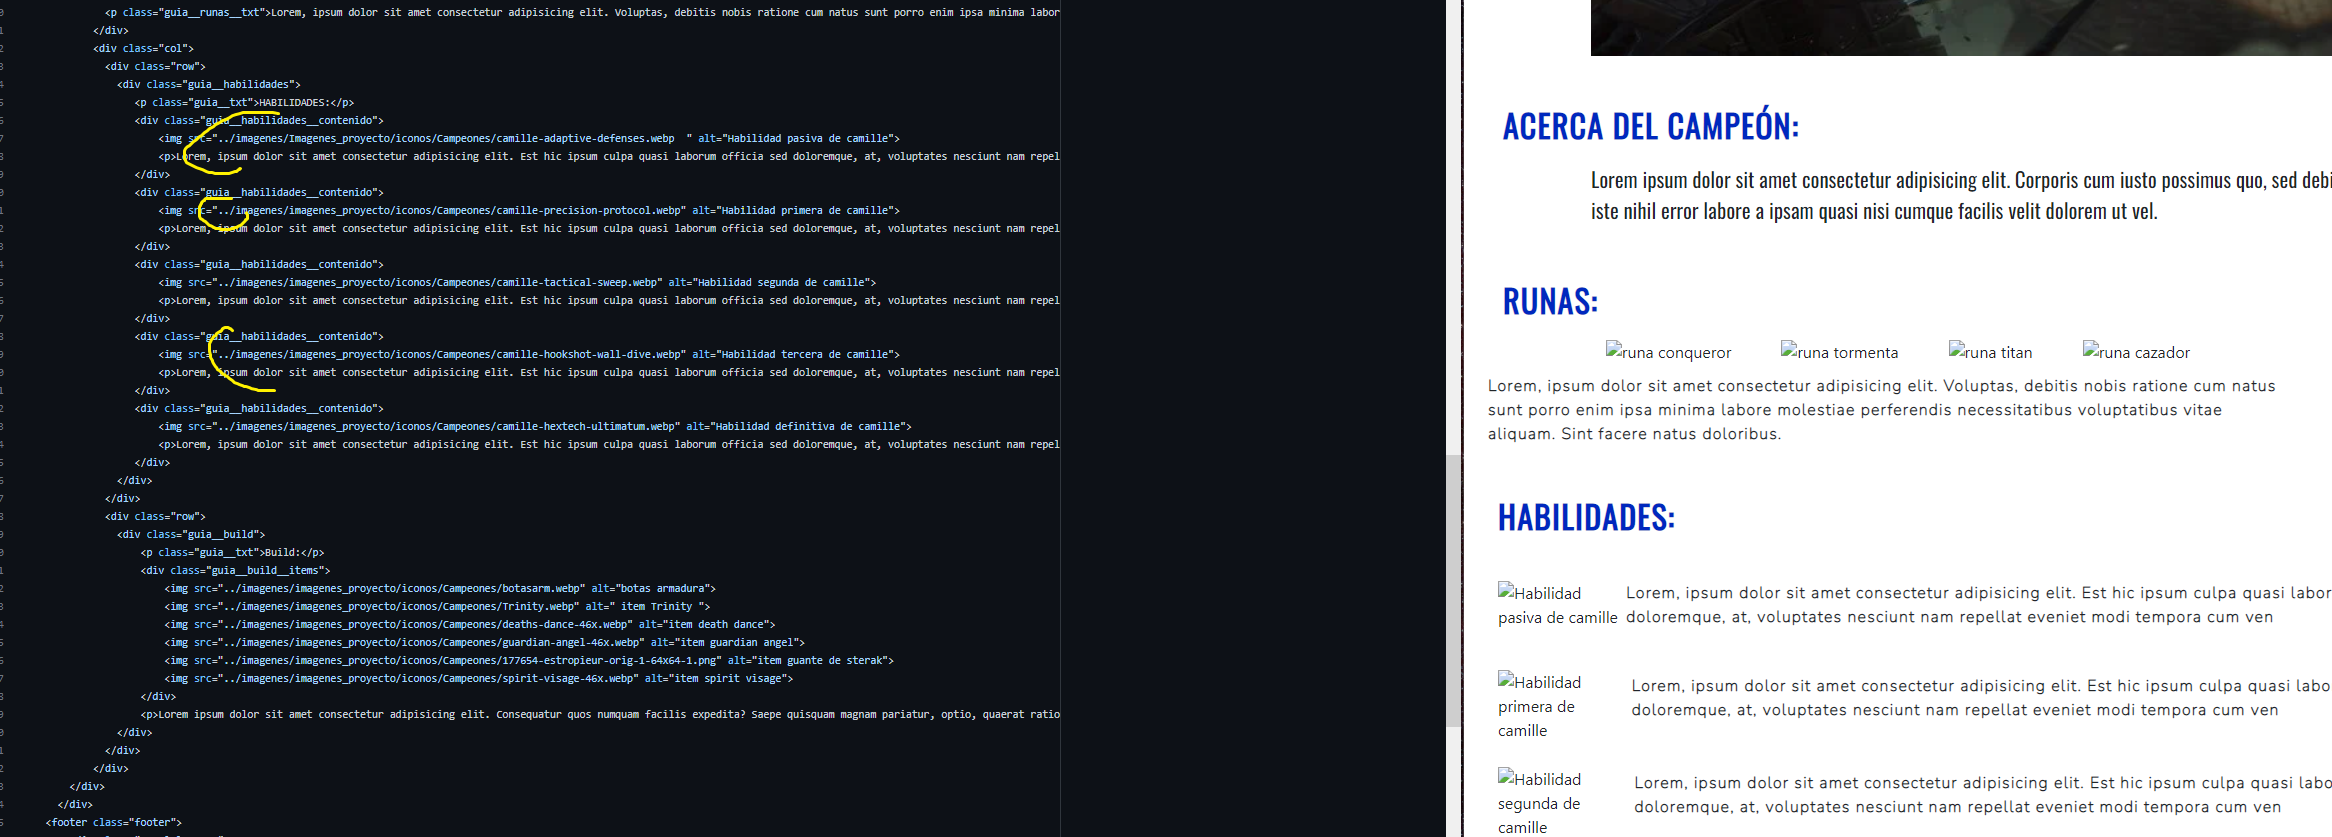 <p class="guia__runas__txt">Lorem, ipsum dolor sit amet consectetur adipisicing elit. Voluptas, debitis nobis ratione cum natus sunt porro enim ipsa minima labor
</div>
<div class="col">
<div class="row">
<div class="guia__habilidades">
<p class="guia__txt">HABILIDADES:</p>
<div class="guia__habilidades__contenido">
<img src="../imagenes/Imagenes_proyecto/iconos/Campeones/camille-adaptive-defenses.webp  " alt="Habilidad pasiva de camille">
<p>Lorem, ipsum dolor sit amet consectetur adipisicing elit. Est hic ipsum culpa quasi laborum officia sed doloremque, at, voluptates nesciunt nam repel
</div>
<div class="guia__habilidades__contenido">
<img src="../imagenes/imagenes_proyecto/iconos/Campeones/camille-precision-protocol.webp" alt="Habilidad primera de camille">
<p>Lorem, ipsum dolor sit amet consectetur adipisicing elit. Est hic ipsum culpa quasi laborum officia sed doloremque, at, voluptates nesciunt nam repel
</div>
<div class="guia__habilidades__contenido">
<img src="../imagenes/imagenes_proyecto/iconos/Campeones/camille-tactical-sweep.webp" alt="Habilidad segunda de camille">
<p>Lorem, ipsum dolor sit amet consectetur adipisicing elit. Est hic ipsum culpa quasi laborum officia sed doloremque, at, voluptates nesciunt nam repel
</div>
<div class="guia__habilidades__contenido">
<img src="../imagenes/imagenes_proyecto/iconos/Campeones/camille-hookshot-wall-dive.webp" alt="Habilidad tercera de camille">
<p>Lorem, ipsum dolor sit amet consectetur adipisicing elit. Est hic ipsum culpa quasi laborum officia sed doloremque, at, voluptates nesciunt nam repel
</div>
<div class="guia__habilidades__contenido">
<img src="../imagenes/imagenes_proyecto/iconos/Campeones/camille-hextech-ultimatum.webp" alt="Habilidad definitiva de camille">
<p>Lorem, ipsum dolor sit amet consectetur adipisicing elit. Est hic ipsum culpa quasi laborum officia sed doloremque, at, voluptates nesciunt nam repel
</div>
</div>
</div>
<div class="row">
<div class="guia__build">
<p class="guia__txt">Build:</p>
<div class="guia__build__items">
<img src="../imagenes/imagenes_proyecto/iconos/Campeones/botasarm.webp" alt="botas armadura">
<img src="../imagenes/imagenes_proyecto/iconos/Campeones/Trinity.webp" alt=" item Trinity ">
<img src="../imagenes/imagenes_proyecto/iconos/Campeones/deaths-dance-46x.webp" alt="item death dance">
<img src="../imagenes/imagenes_proyecto/iconos/Campeones/guardian-angel-46x.webp" alt="item guardian angel">
<img src="../imagenes/imagenes_proyecto/iconos/Campeones/177654-estropieur-orig-1-64x64-1.png" alt="item guante de sterak">
<img src="../imagenes/imagenes_proyecto/iconos/Campeones/spirit-visage-46x.webp" alt="item spirit visage">
</div>
<p>Lorem ipsum dolor sit amet consectetur adipisicing elit. Consequatur quos numquam facilis expedita? Saepe quisquam magnam pariatur, optio, quaerat ratio
</div>
</div>
</div>
</div>
</div>
<footer class="footer">
ACERCA DEL CAMPEÓN:
Lorem ipsum dolor sit amet consectetur adipisicing elit. Corporis cum iusto possimus quo, sed debi
iste nihil error labore a ipsam quasi nisi cumque facilis velit dolorem ut vel.
RUNAS:
runa conqueror runa tormenta runa titan runa cazador
Lorem, ipsum dolor sit amet consectetur adipisicing elit. Voluptas, debitis nobis ratione cum natus
sunt porro enim ipsa minima labore molestiae perferendis necessitatibus voluptatibus vitae
aliquam. Sint facere natus doloribus.
HABILIDADES:
Habilidad
pasiva de camille
Lorem, ipsum dolor sit amet consectetur adipisicing elit. Est hic ipsum culpa quasi labor
doloremque, at, voluptates nesciunt nam repellat eveniet modi tempora cum ven
Habilidad
primera de
camille
Lorem, ipsum dolor sit amet consectetur adipisicing elit. Est hic ipsum culpa quasi labo
doloremque, at, voluptates nesciunt nam repellat eveniet modi tempora cum ven
Habilidad
segunda de
camille
Lorem, ipsum dolor sit amet consectetur adipisicing elit. Est hic ipsum culpa quasi labo
doloremque, at, voluptates nesciunt nam repellat eveniet modi tempora cum ven